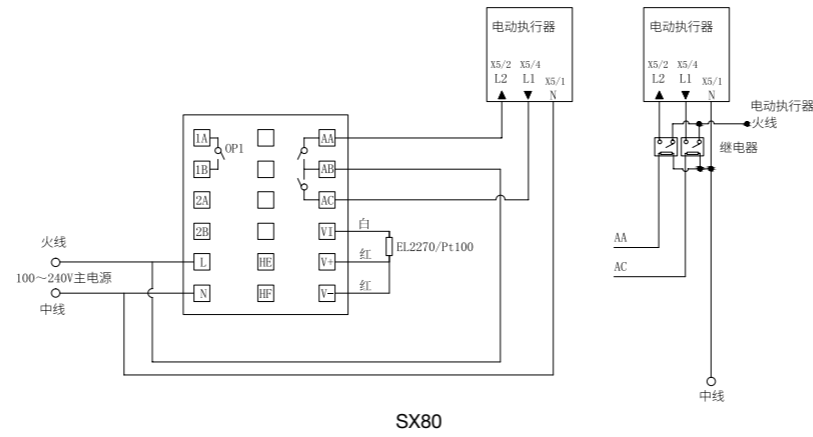 电动执行器
X5/2 X5/4
L2 L1 X5/1
N
电动执行器
X5/2 X5/4
L2 L1 X5/1
N
电动执行器
火线
继电器
1A
OP1
AA
1B
AB
2A
AC
2B
VI
白
EL2270/Pt100
火线
L
HE
V+
红
100～240V主电源
N
HF
V-
红
中线
AA
AC
中线
SX80